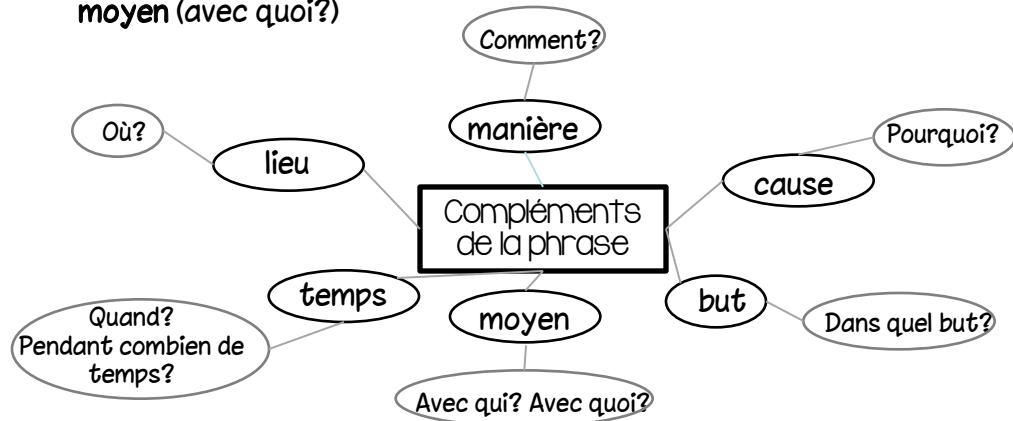 moyen (avec quoi?)
Comment?
manière
Où?
lieu
Pourquoi?
cause
Compléments
de la phrase
temps
Quand?
Pendant combien de
temps?
moyen
Avec qui? Avec quoi?
but
Dans quel but?